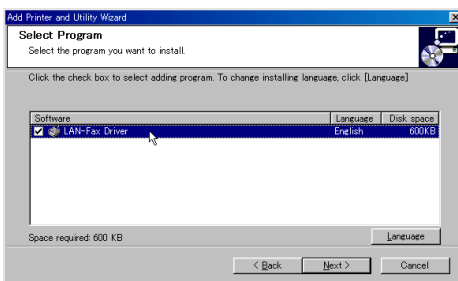 Add Printer and Utility Wizard
Select Program
Select the program you want to install.
Click the check box to select adding program. To change installing language, click [Language]
Software Language Disk space
LAN-Fax Driver English 600KB
Space required: 600 KB
Language
< Back Next > Cancel